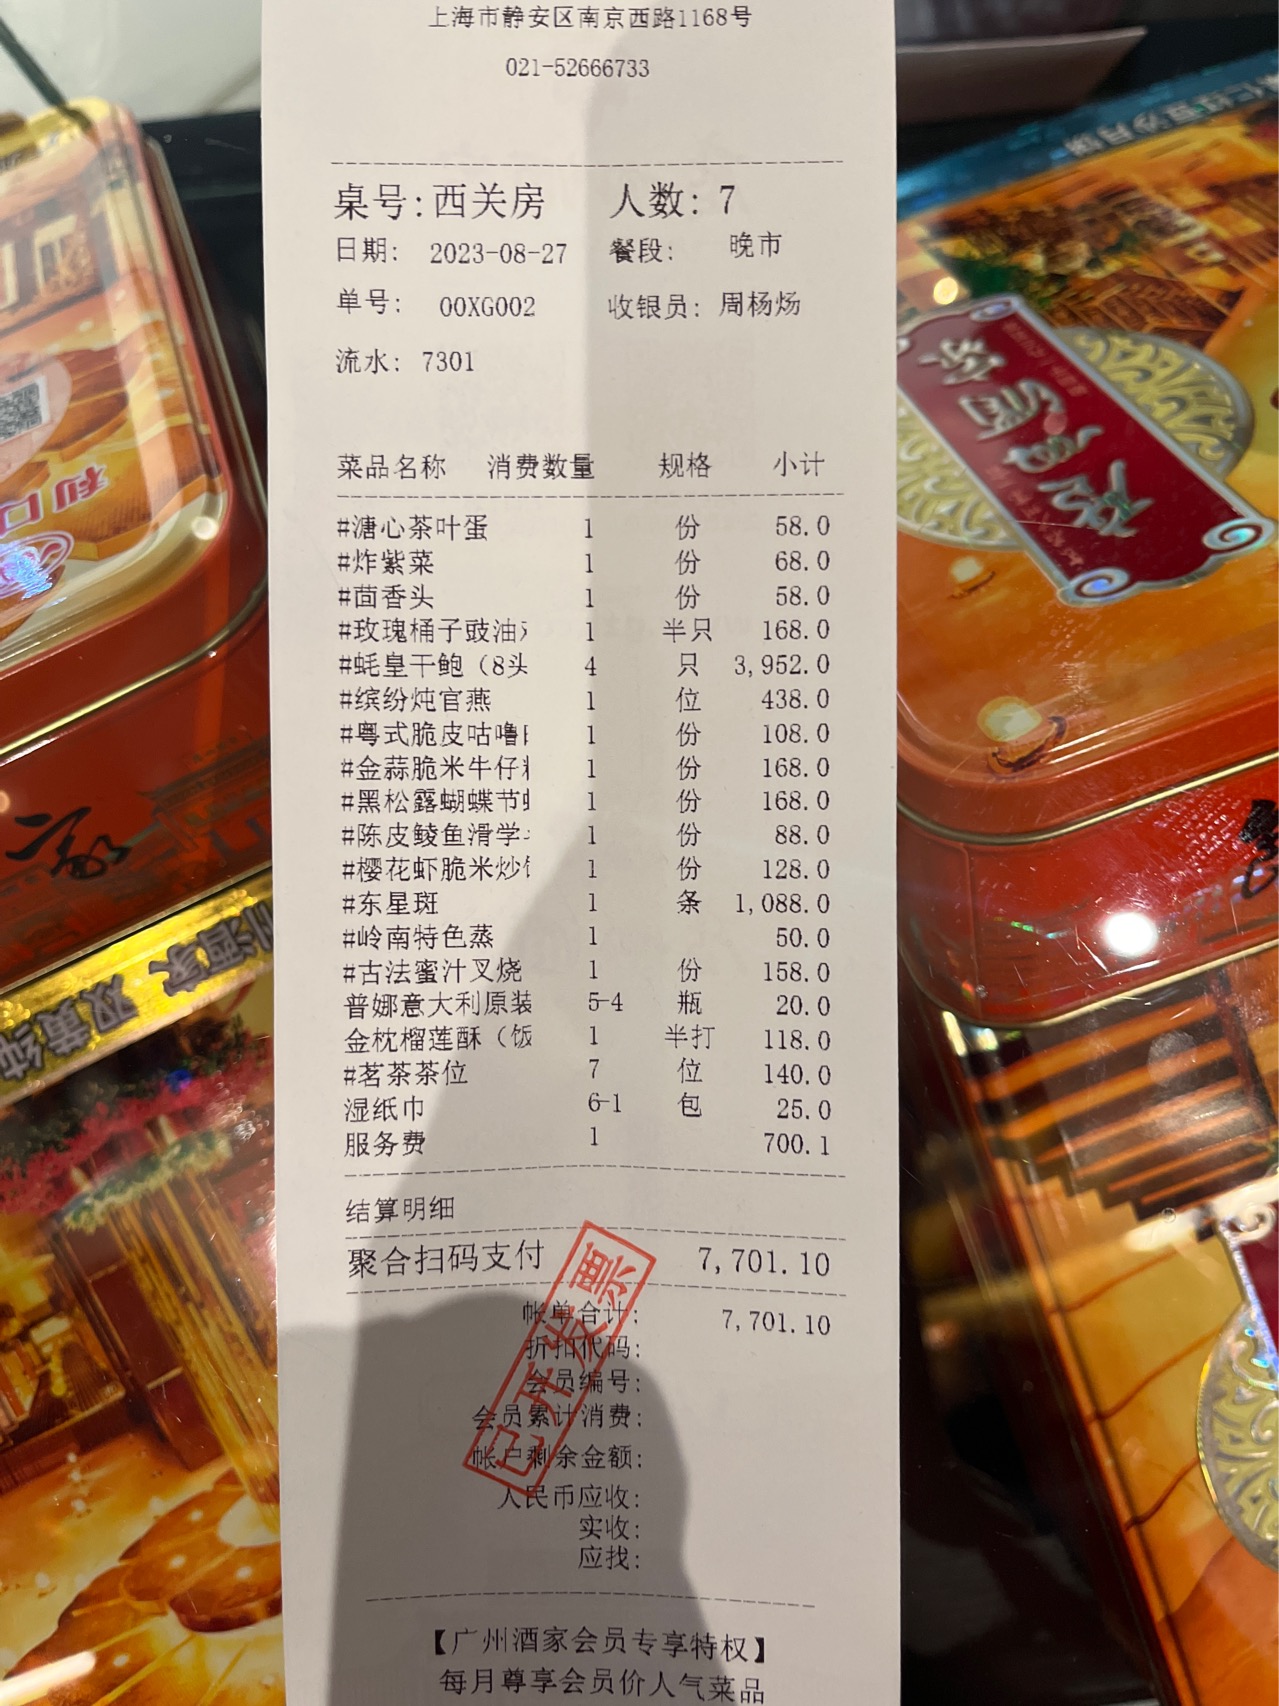 上海市静安区南京西路1168号
021-52666733
桌号:西关房 人数: 7
日期: 2023-08-27 餐段: 晚市
单号: 00XG002 收银员: 周杨炀
流水: 7301
菜品名称 消费数量 规格 小计
#溏心茶叶蛋 1 份 58.0
#炸紫菜 1 份 68.0
#茴香头 1 份 58.0
#玫瑰桶子豉油 1 半只 168.0
#蚝皇干鲍（8头 4 只 3,952.0
#缤纷炖官燕 1 位 438.0
#粤式脆皮咕噜 1 份 108.0
#金蒜脆米牛仔 1 份 168.0
#黑松露蝴蝶节 1 份 168.0
#陈皮鲮鱼滑学 1 份 88.0
#樱花虾脆米炒 1 份 128.0
#东星斑 1 条 1,088.0
#岭南特色蒸 1 50.0
#古法蜜汁叉烧 1 份 158.0
普娜意大利原装 5-4 瓶 20.0
金枕榴莲酥（饭 1 半打 118.0
#茗茶茶位 7 位 140.0
湿纸巾 6-1 包 25.0
服务费 1 700.1
结算明细
聚合扫码支付 7,701.10
帐单合计: 7,701.10
折扣代码:
会员编号:
会员累计消费:
帐户剩余金额:
人民币应收:
实收:
应找:
已开发票
【广州酒家会员专享特权】
每月尊享会员价人气菜品
利口
双黄纯
酒家